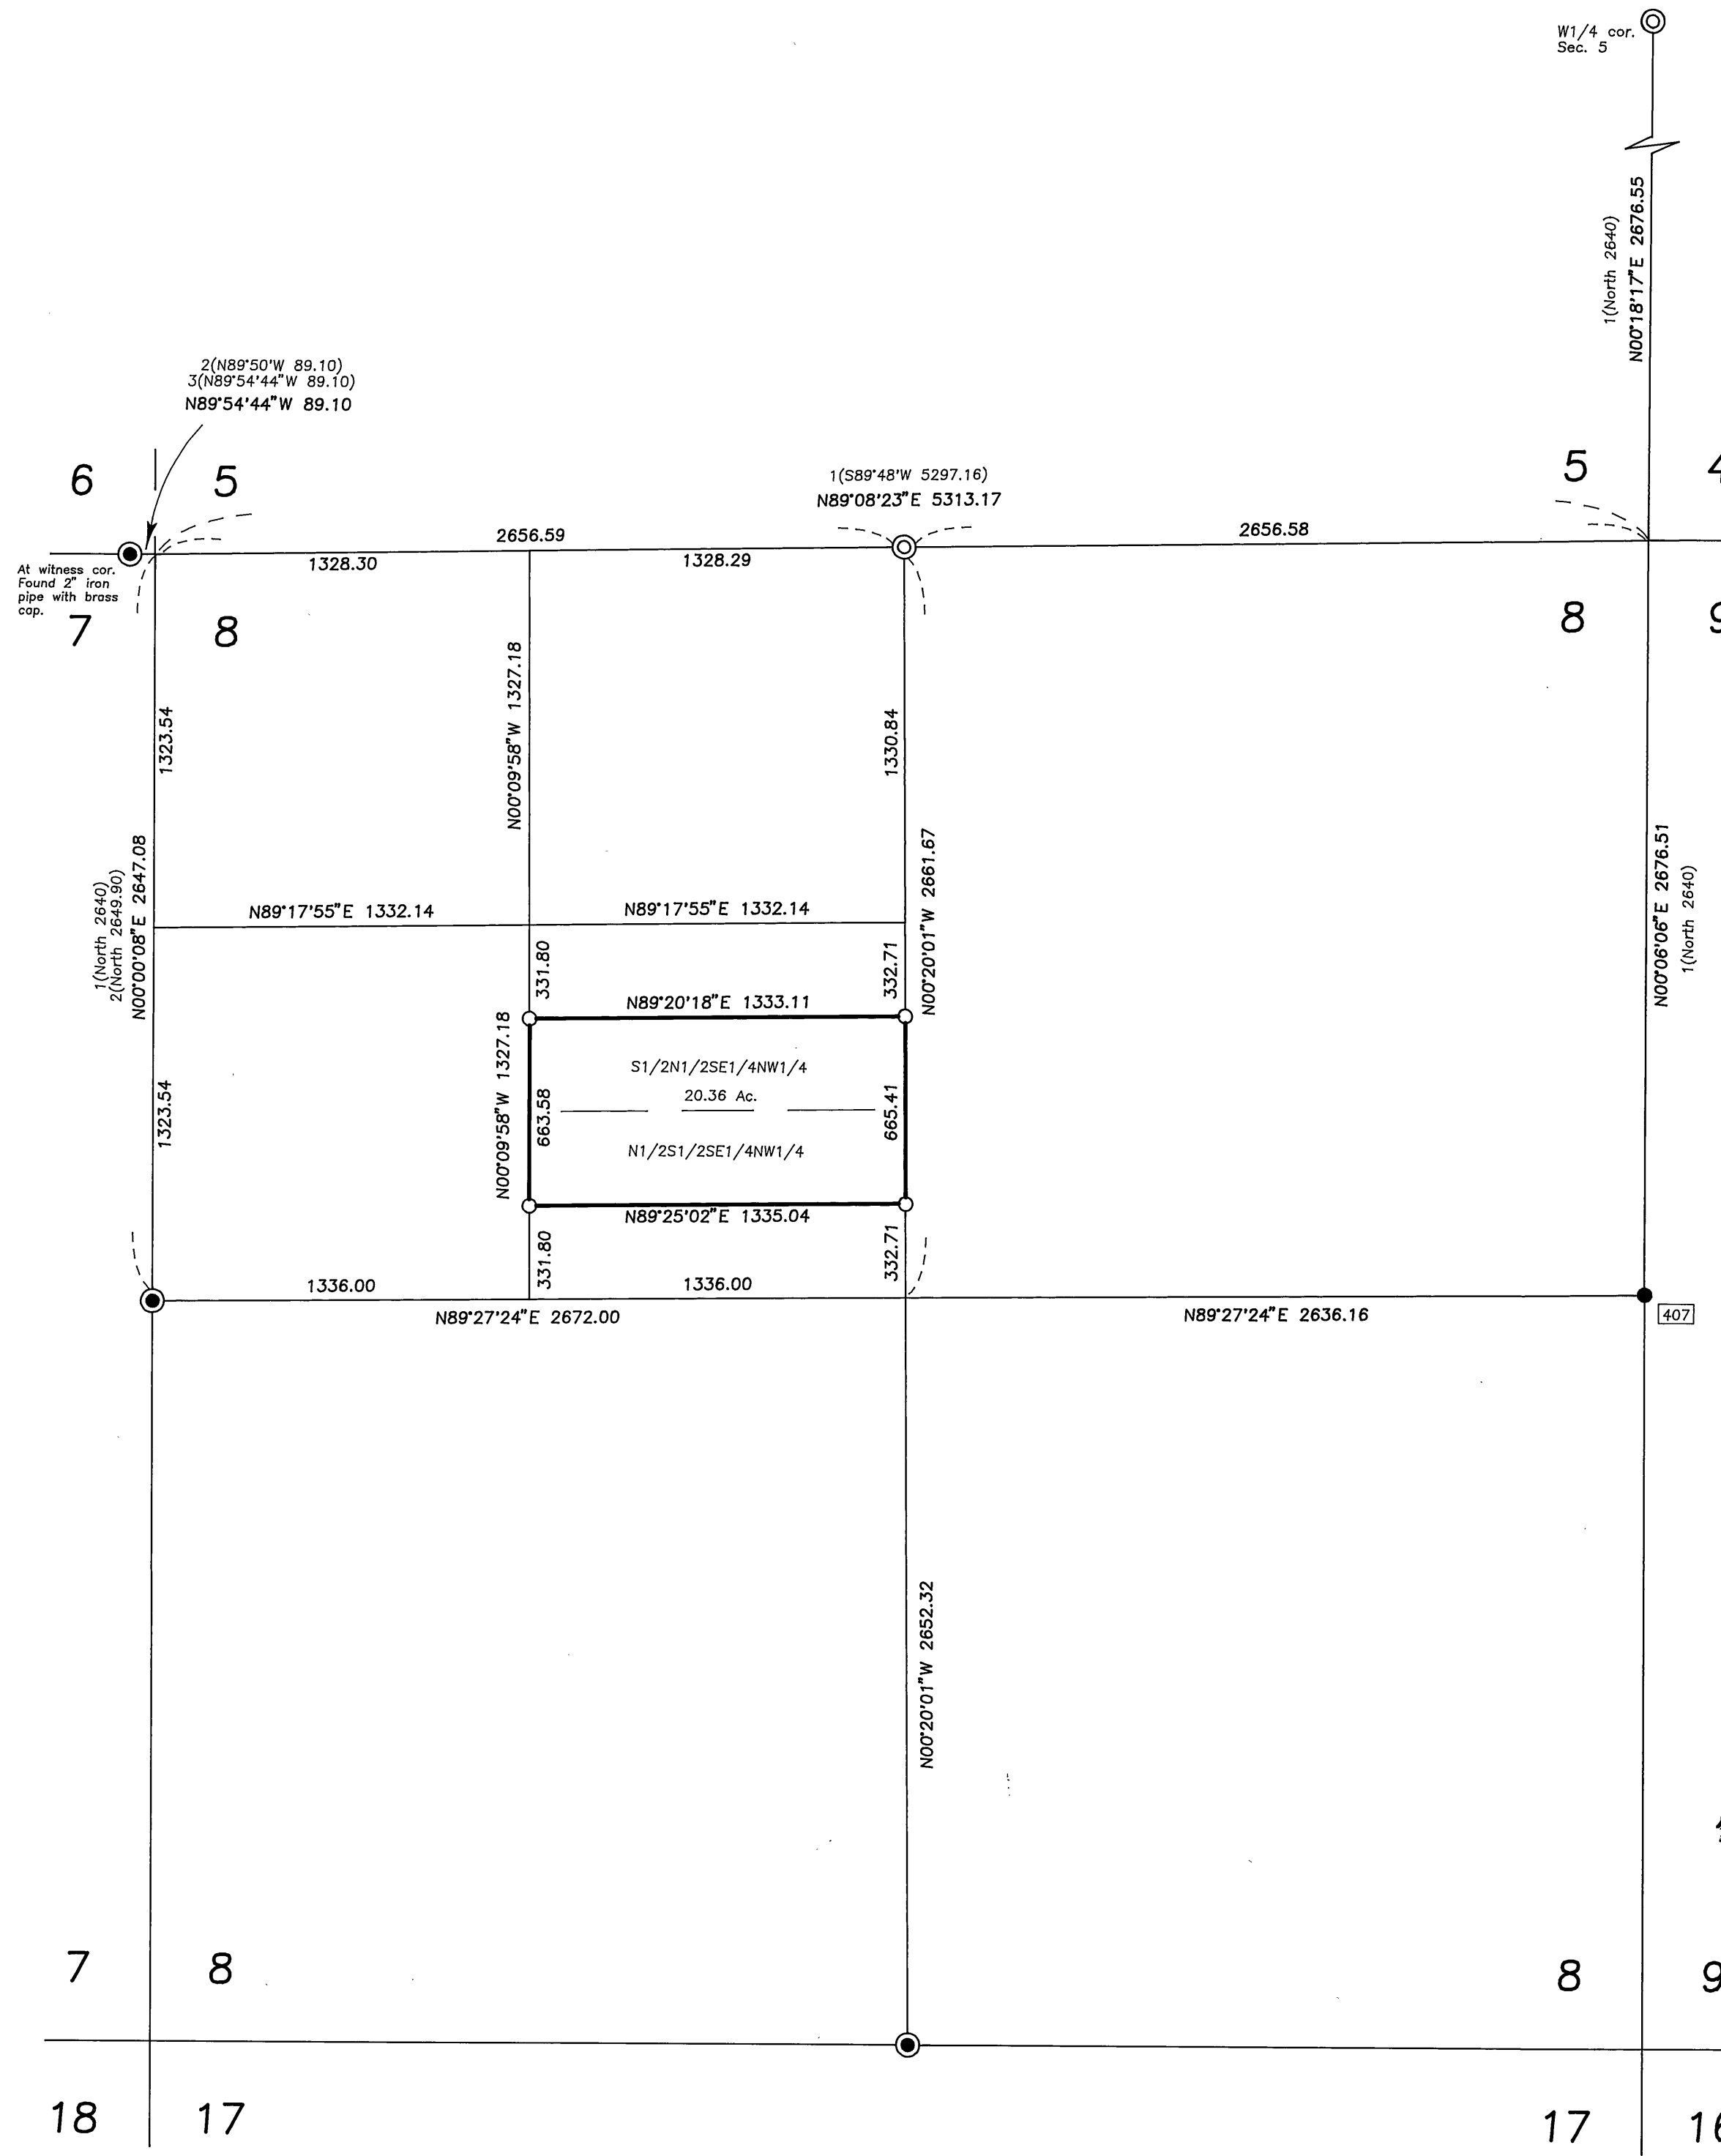 W1/4 cor.
Sec. 5
1(North 2640)
N00°18'17"E 2676.55
2(N89°50'W 89.10)
3(N89°54'44"W 89.10)
N89°54'44"W 89.10
6
5
1(S89°48'W 5297.16)
N89°08'23"E 5313.17
5
4
2656.59
2656.58
1328.30
1328.29
At witness cor.
Found 2" iron
pipe with brass
cap.
7
8
8
9
1323.54
N00°09'58"W 1327.18
1330.84
1(North 2640)
2(North 2649.90)
N00°00'08"E 2647.08
N00°20'01"W 2661.67
N00°06'06"E 2676.51
1(North 2640)
N89°17'55"E 1332.14
N89°17'55"E 1332.14
331.80
332.71
N89°20'18"E 1333.11
1323.54
N00°09'58"W 1327.18
663.58
S1/2N1/2SE1/4NW1/4
20.36 Ac.
N1/2S1/2SE1/4NW1/4
665.41
N89°25'02"E 1335.04
331.80
332.71
1336.00
1336.00
N89°27'24"E 2672.00
N89°27'24"E 2636.16
407
N00°20'01"W 2652.32
7
8
8
9
18
17
17
16